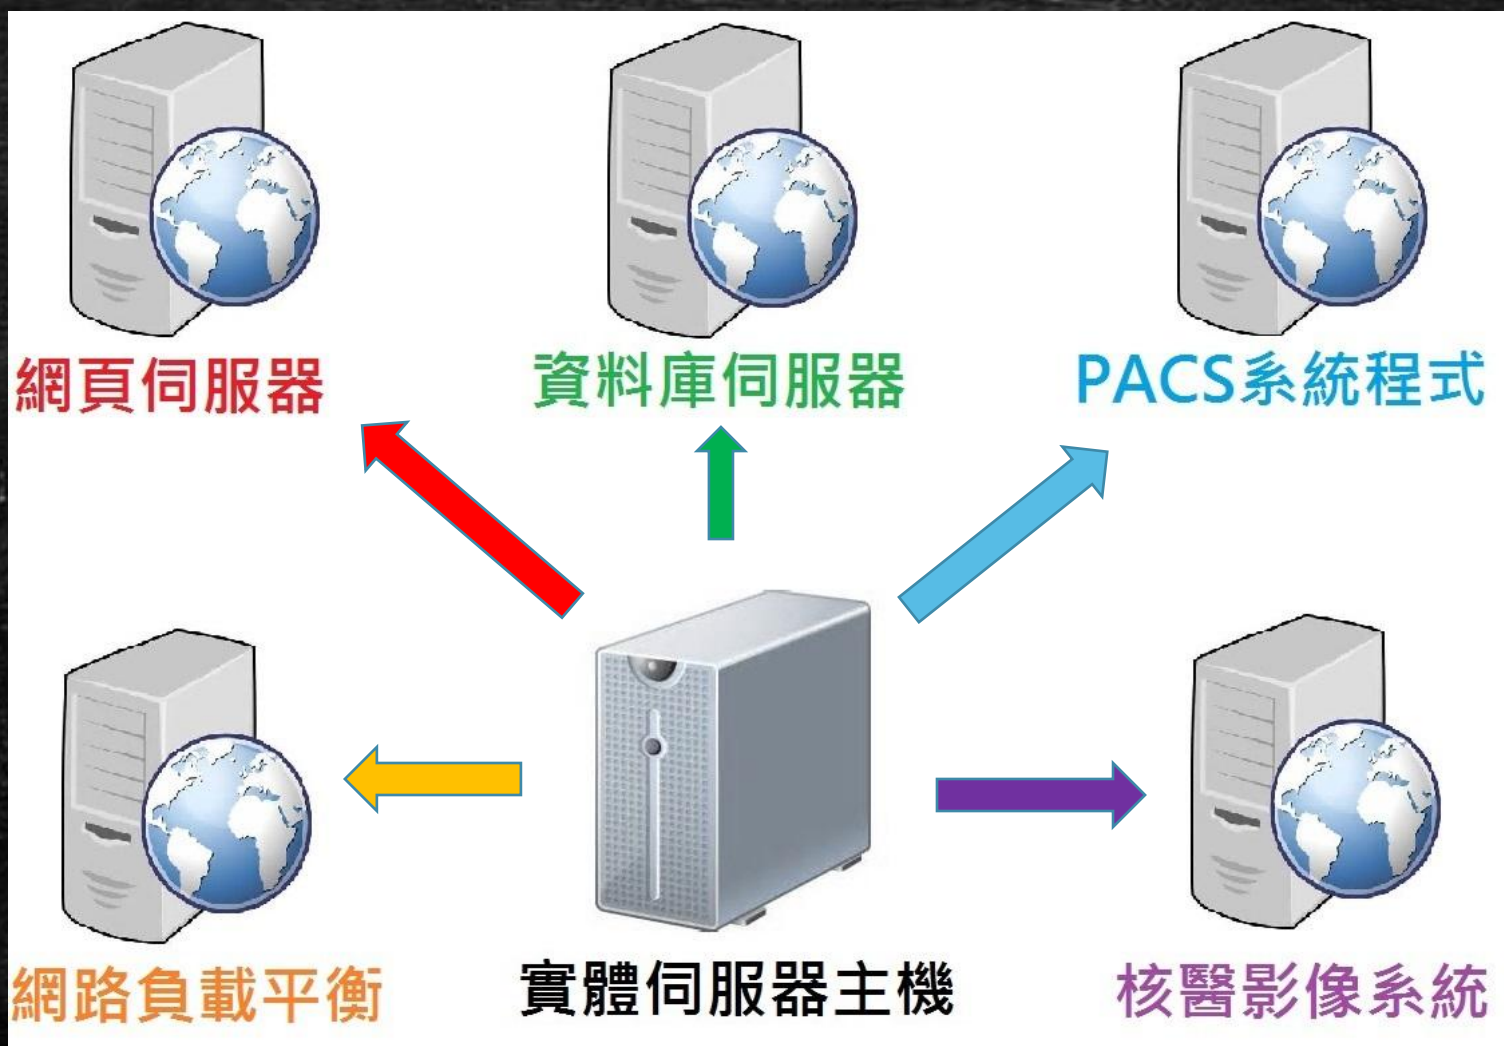 網頁伺服器
資料庫伺服器
PACS系統程式
網路負載平衡
實體伺服器主機
核醫影像系統